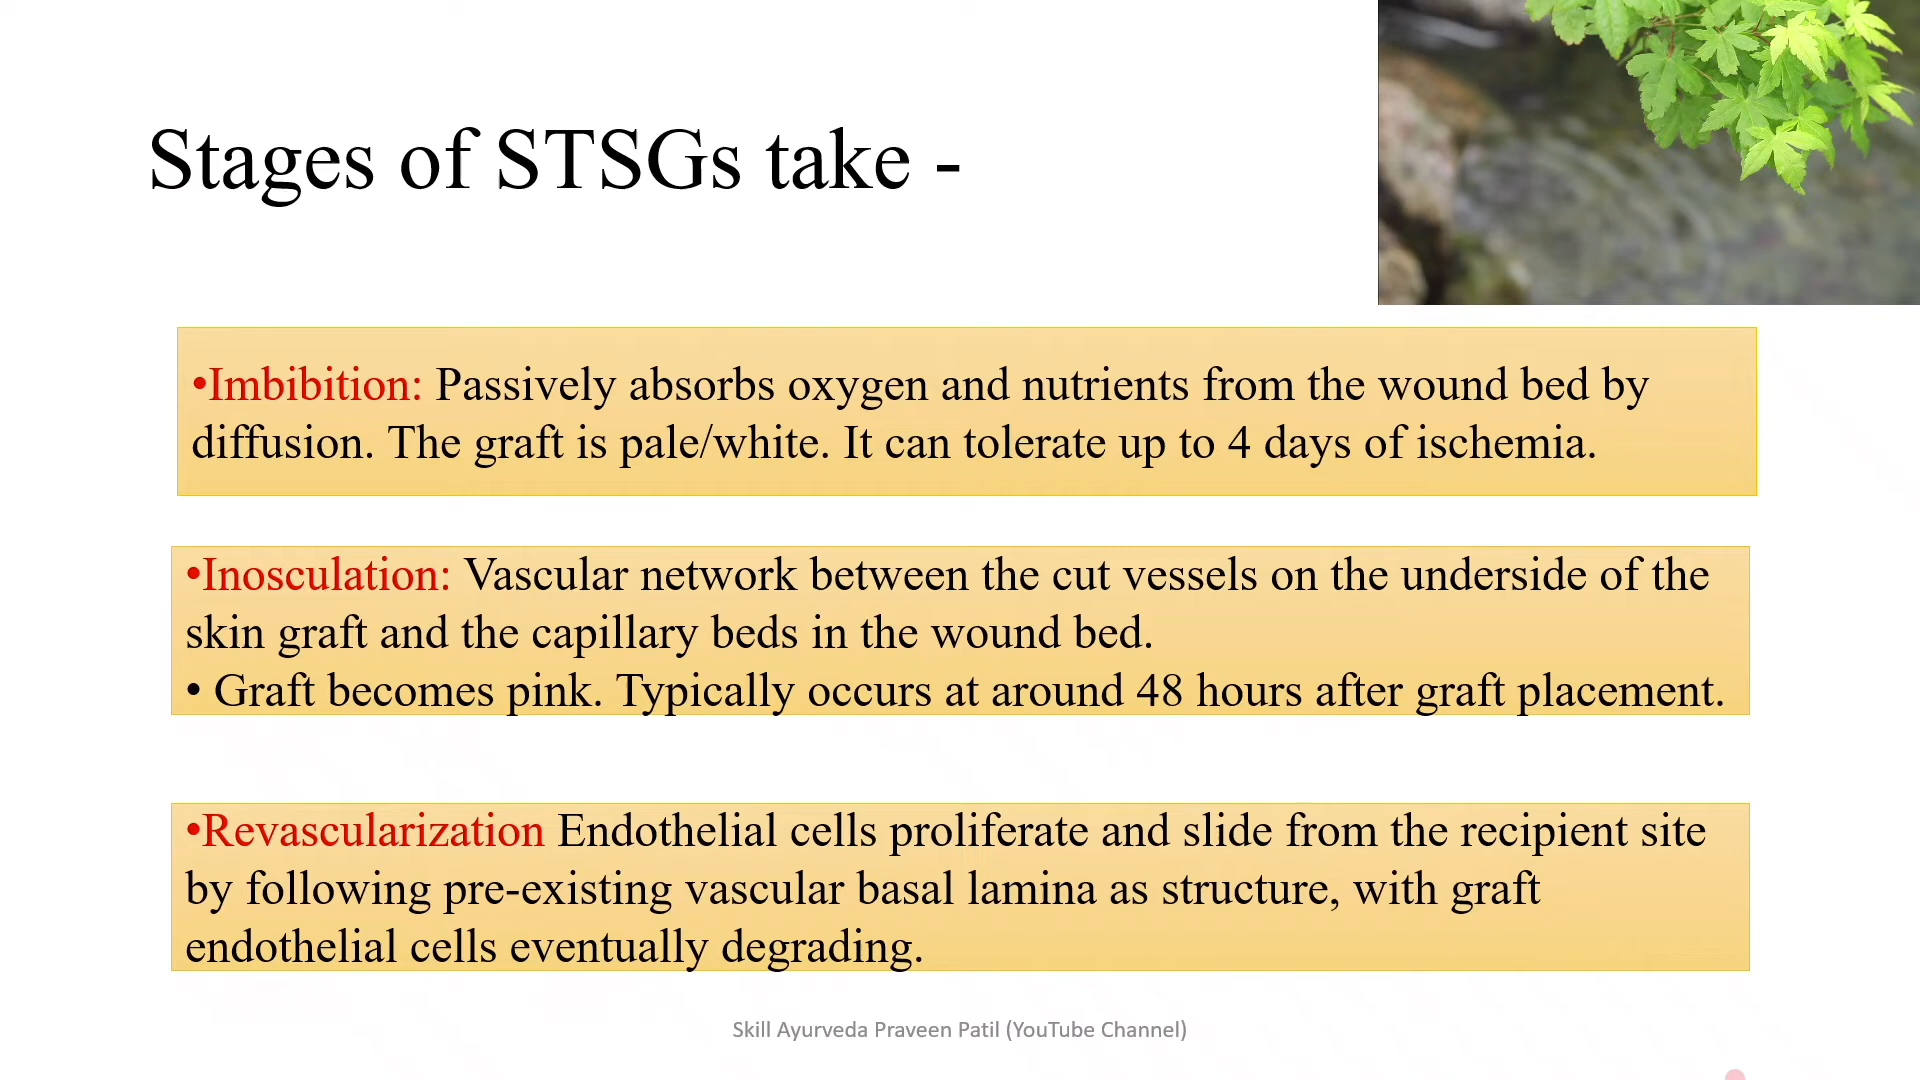 Stages of STSGs take -
•Imbibition: Passively absorbs oxygen and nutrients from the wound bed by
diffusion. The graft is pale/white. It can tolerate up to 4 days of ischemia.
•Inosculation: Vascular network between the cut vessels on the underside of the
skin graft and the capillary beds in the wound bed.
• Graft becomes pink. Typically occurs at around 48 hours after graft placement.
•Revascularization Endothelial cells proliferate and slide from the recipient site
by following pre-existing vascular basal lamina as structure, with graft
endothelial cells eventually degrading.
Skill Ayurveda Praveen Patil (YouTube Channel)